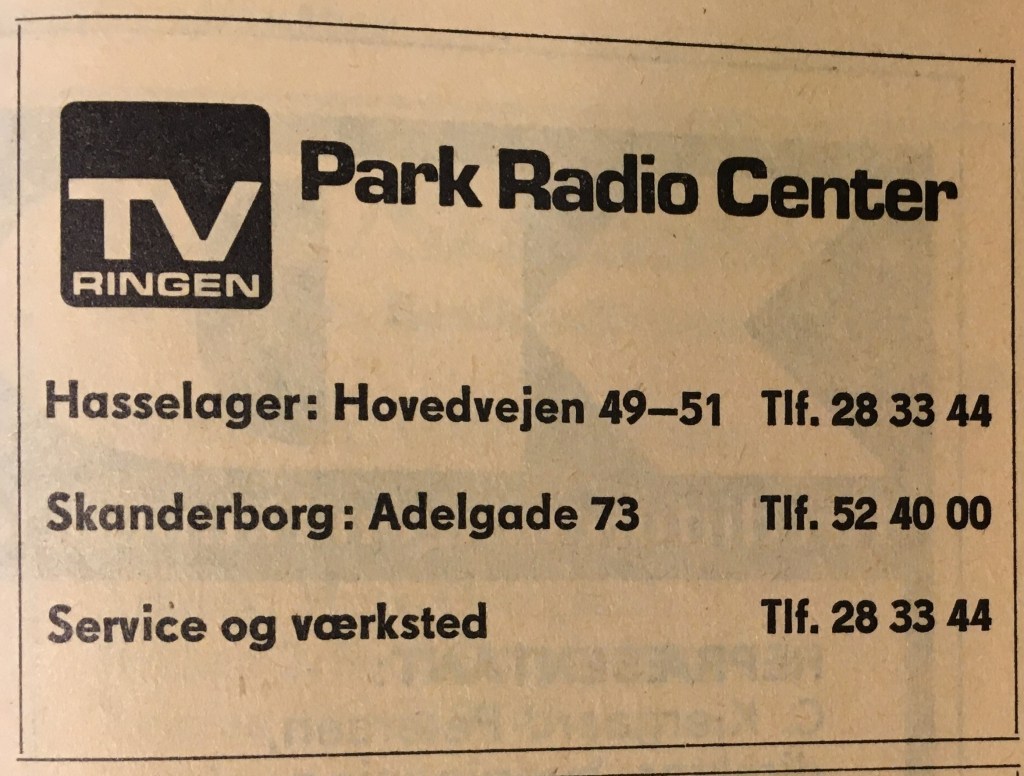 TV
RINGEN
Park Radio Center
Hasselager: Hovedvejen 49–51 Tlf. 28 33 44
Skanderborg: Adelgade 73 Tlf. 52 40 00
Service og værksted Tlf. 28 33 44